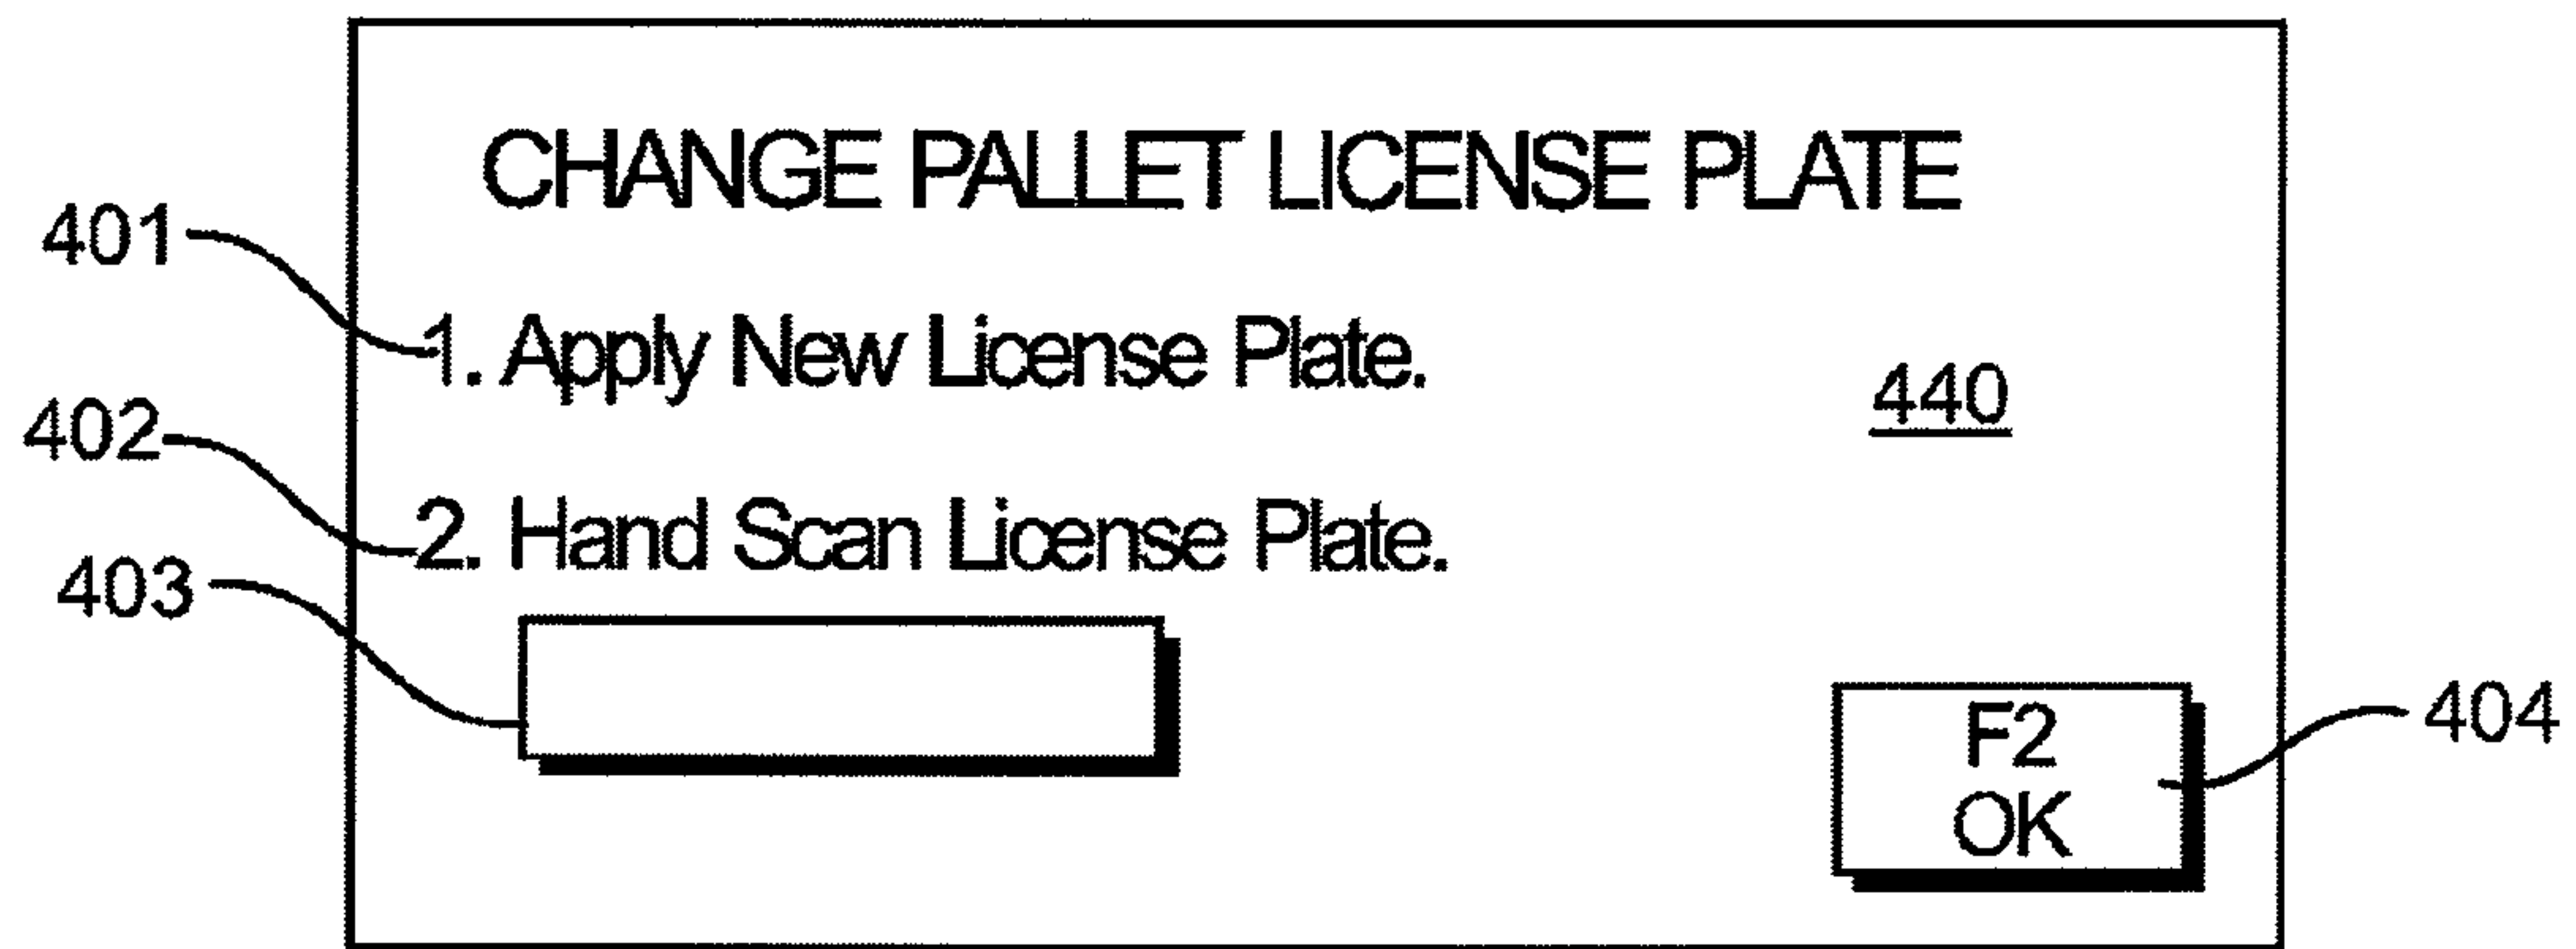 CHANGE PALLET LICENSE PLATE
401
1. Apply New License Plate.
440
402
2. Hand Scan License Plate.
403
F2
OK
404